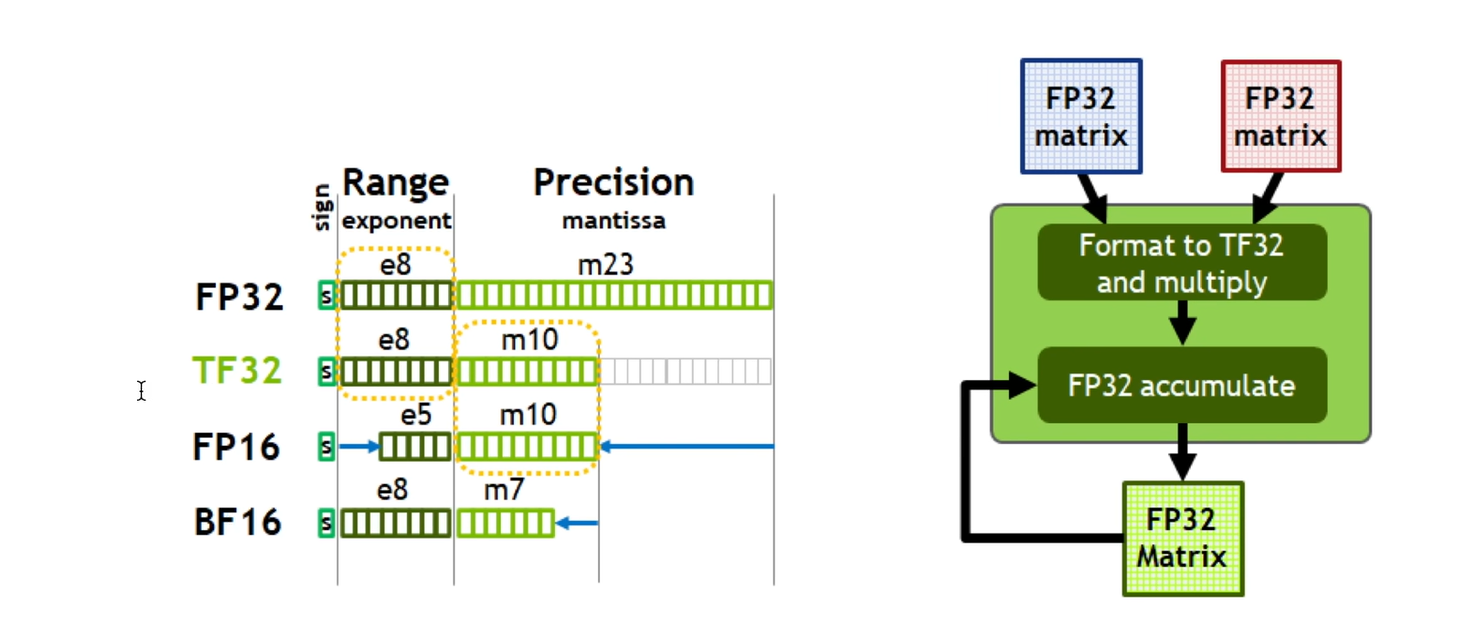 sign
Range
exponent
Precision
mantissa
FP32
s
e8
m23
TF32
s
e8
m10
FP16
s
e5
m10
BF16
s
e8
m7
FP32
matrix
FP32
matrix
Format to TF32
and multiply
FP32 accumulate
FP32
Matrix